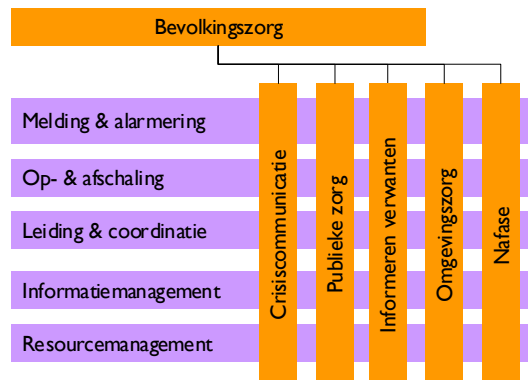 Bevolkingszorg
Melding & alarmering
Op- & afschaling
Leiding & coordinatie
Informatiemanagement
Resourcemanagement
Crisiscommunicatie
Publieke zorg
Informeren verwanten
Omgevingszorg
Nafase